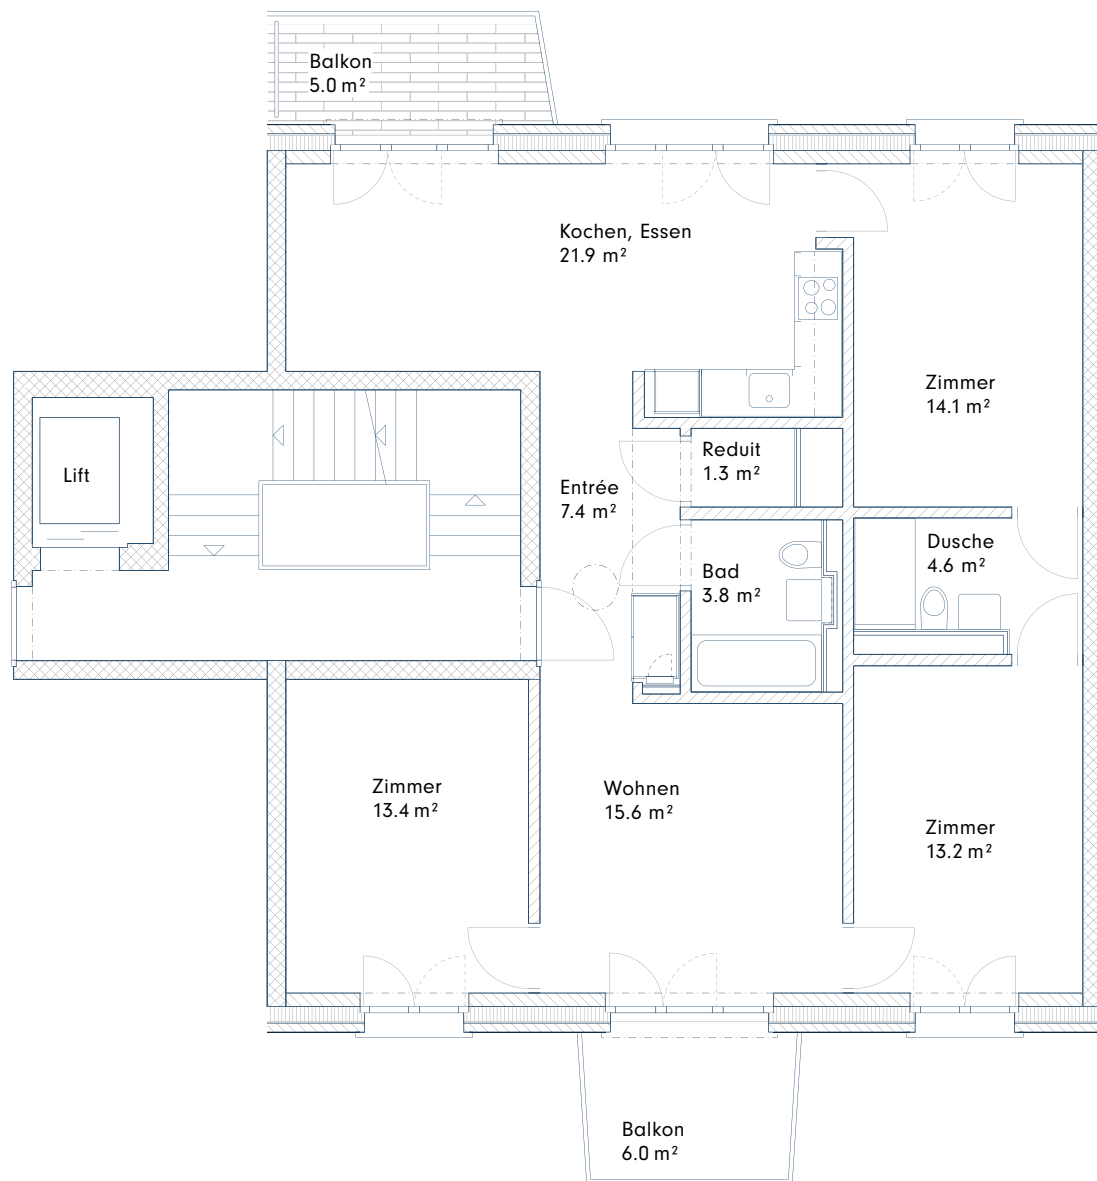 Balkon
5.0 m²
Kochen, Essen
21.9 m²
Zimmer
14.1 m²
Lift
Reduit
1.3 m²
Entrée
7.4 m²
Dusche
4.6 m²
Bad
3.8 m²
Zimmer
13.4 m²
Wohnen
15.6 m²
Zimmer
13.2 m²
Balkon
6.0 m²